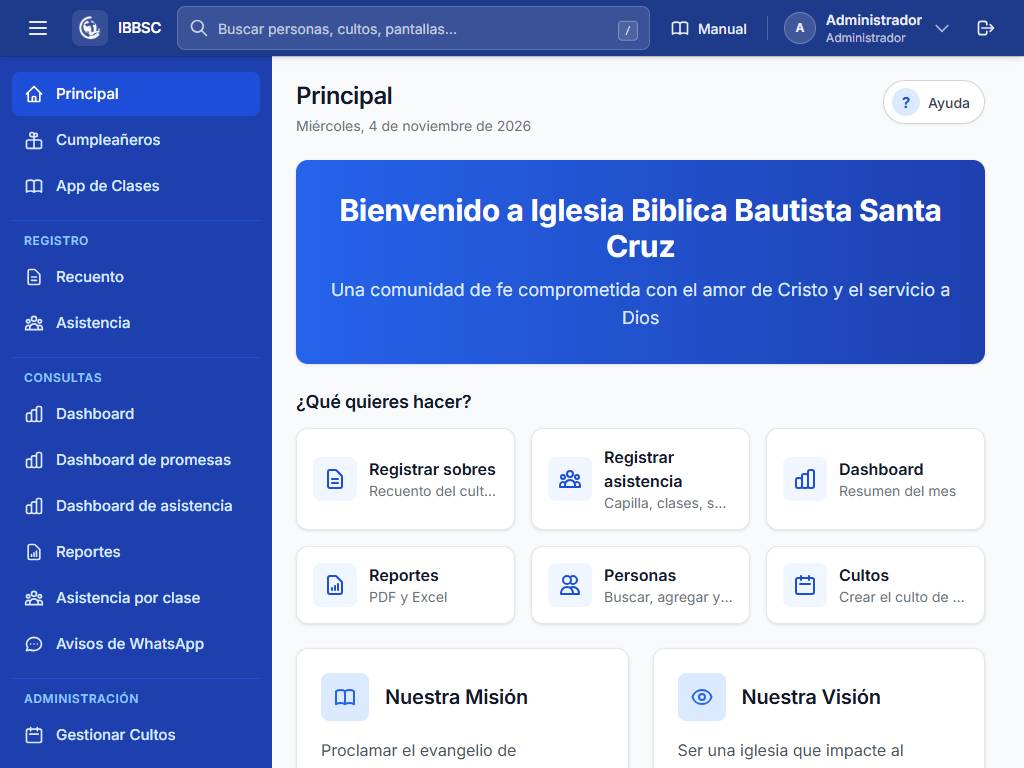 IBBSC
Buscar personas, cultos, pantallas...
/
Manual
A
Administrador
Administrador
Principal
Cumpleañeros
App de Clases
REGISTRO
Recuento
Asistencia
CONSULTAS
Dashboard
Dashboard de promesas
Dashboard de asistencia
Reportes
Asistencia por clase
Avisos de WhatsApp
ADMINISTRACIÓN
Gestionar Cultos
Principal
Miércoles, 4 de noviembre de 2026
? Ayuda
Bienvenido a Iglesia Biblica Bautista Santa
Cruz
Una comunidad de fe comprometida con el amor de Cristo y el servicio a
Dios
¿Qué quieres hacer?
Registrar sobres
Recuento del cult...
Registrar
asistencia
Capilla, clases, s...
Dashboard
Resumen del mes
Reportes
PDF y Excel
Personas
Buscar, agregar y...
Cultos
Crear el culto de ...
Nuestra Misión
Proclamar el evangelio de
Nuestra Visión
Ser una iglesia que impacte al